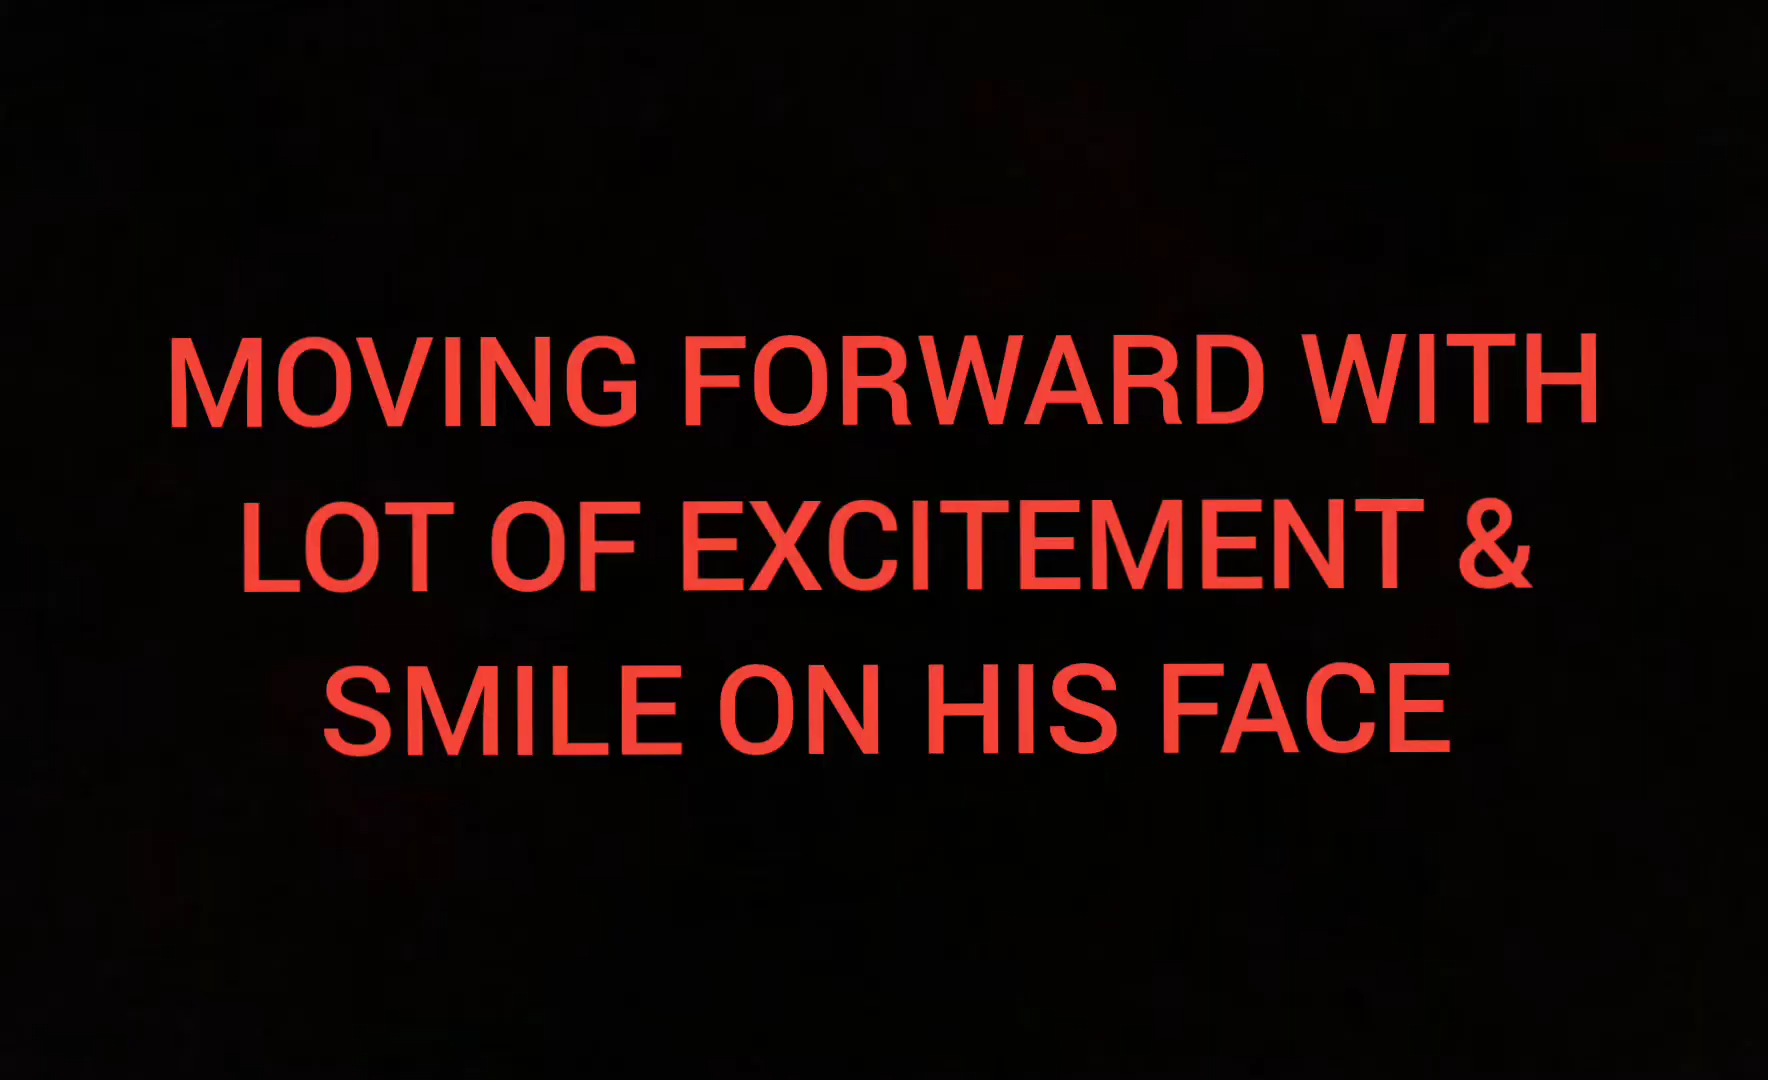 MOVING FORWARD WITH
LOT OF EXCITEMENT &
SMILE ON HIS FACE